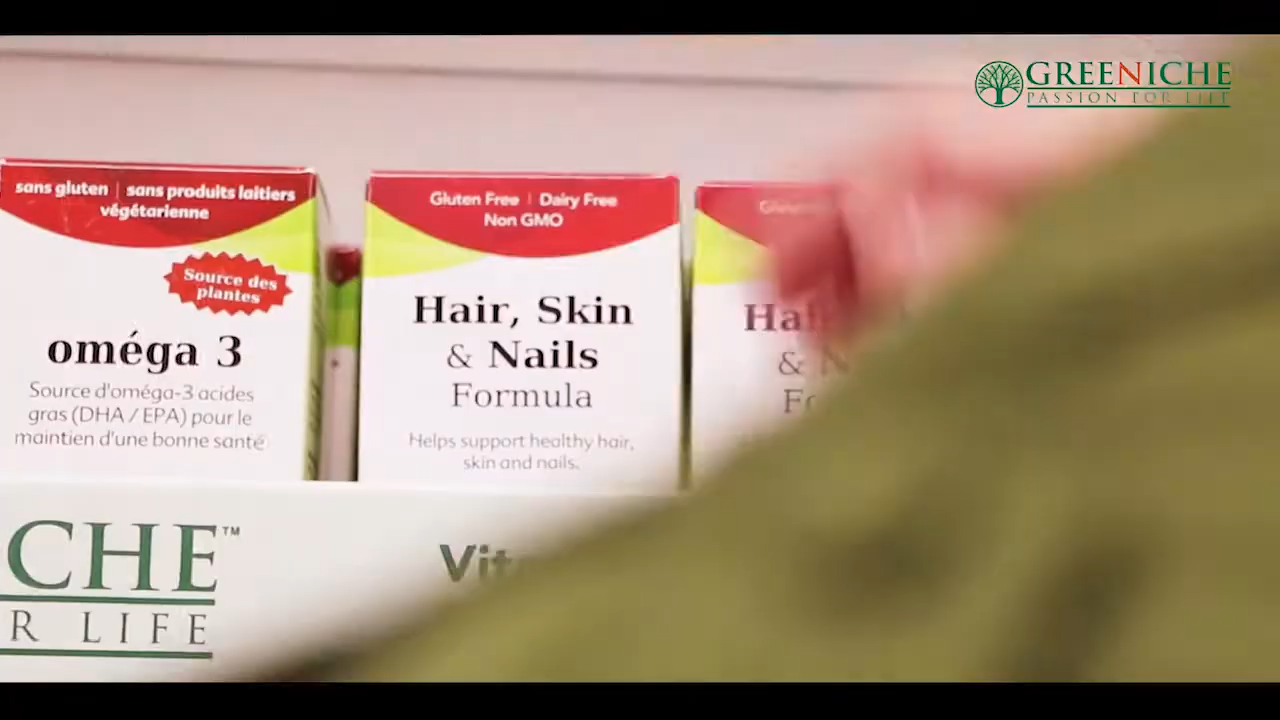 GREENICHE
PASSION FOR LIFE
sans gluten | sans produits laitiers
végétarienne
Source des
plantes
oméga 3
Source d'oméga-3 acides
gras (DHA / EPA) pour le
maintien d'une bonne santé
Gluten Free | Dairy Free
Non GMO
Hair, Skin
& Nails
Formula
Helps support healthy hair,
skin and nails.
&
CHE™
R LIFE